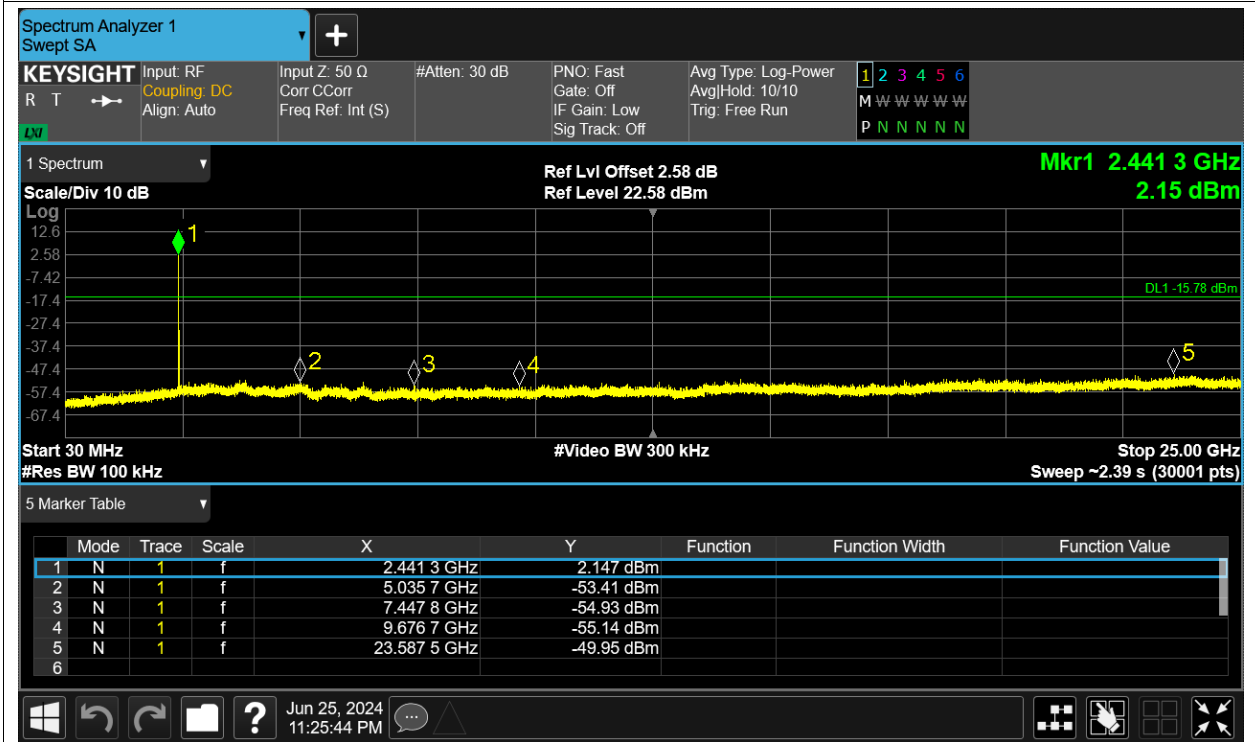 Spectrum Analyzer 1
Swept SA
+
KEYSIGHT Input: RF Input Z: 50 Ω #Atten: 30 dB PNO: Fast Avg Type: Log-Power 1 2 3 4 5 6
R T Coupling: DC Corr CCorr Gate: Off Avg|Hold: 10/10 M W W W W W W
Align: Auto Freq Ref: Int (S) IF Gain: Low Trig: Free Run
LXI Sig Track: Off P N N N N N N
1 Spectrum Ref Lvl Offset 2.58 dB Mkr1 2.441 3 GHz
Scale/Div 10 dB Ref Level 22.58 dBm 2.15 dBm
Log
12.6 1
2.58
-7.42
DL1 -15.78 dBm
-17.4
-27.4
-37.4
2 3 4 5
-47.4
-57.4
-67.4
Start 30 MHz #Video BW 300 kHz Stop 25.00 GHz
#Res BW 100 kHz Sweep ~2.39 s (30001 pts)
5 Marker Table
Mode Trace Scale X Y Function Function Width Function Value
1 N 1 f 2.441 3 GHz 2.147 dBm
2 N 1 f 5.035 7 GHz -53.41 dBm
3 N 1 f 7.447 8 GHz -54.93 dBm
4 N 1 f 9.676 7 GHz -55.14 dBm
5 N 1 f 23.587 5 GHz -49.95 dBm
6
? Jun 25, 2024
11:25:44 PM